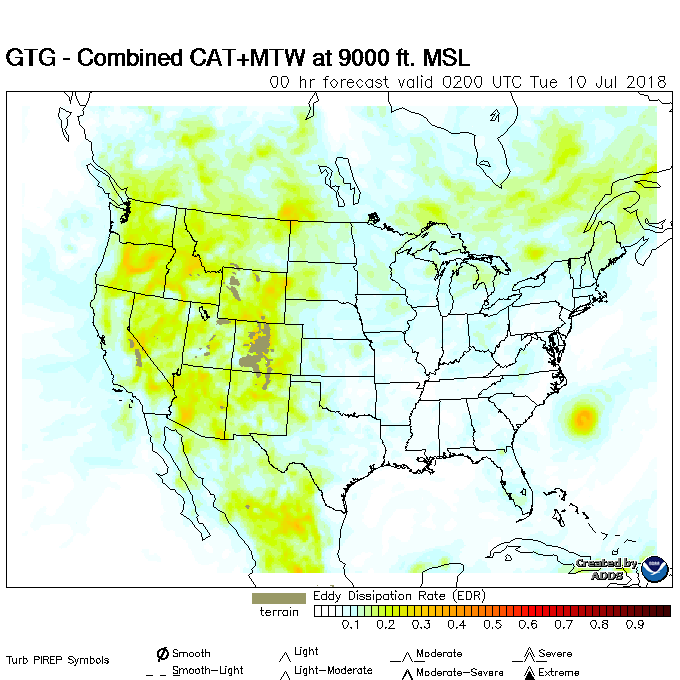 GTG - Combined CAT+MTW at 9000 ft. MSL
00 hr forecast valid 0200 UTC Tue 10 Jul 2018
Created by
ADDS
terrain
Eddy Dissipation Rate (EDR)
0.1 0.2 0.3 0.4 0.5 0.6 0.7 0.8 0.9
Turb PIREP Symbols
Smooth Light Moderate Severe
Smooth-Light Light-Moderate Moderate-Severe Extreme